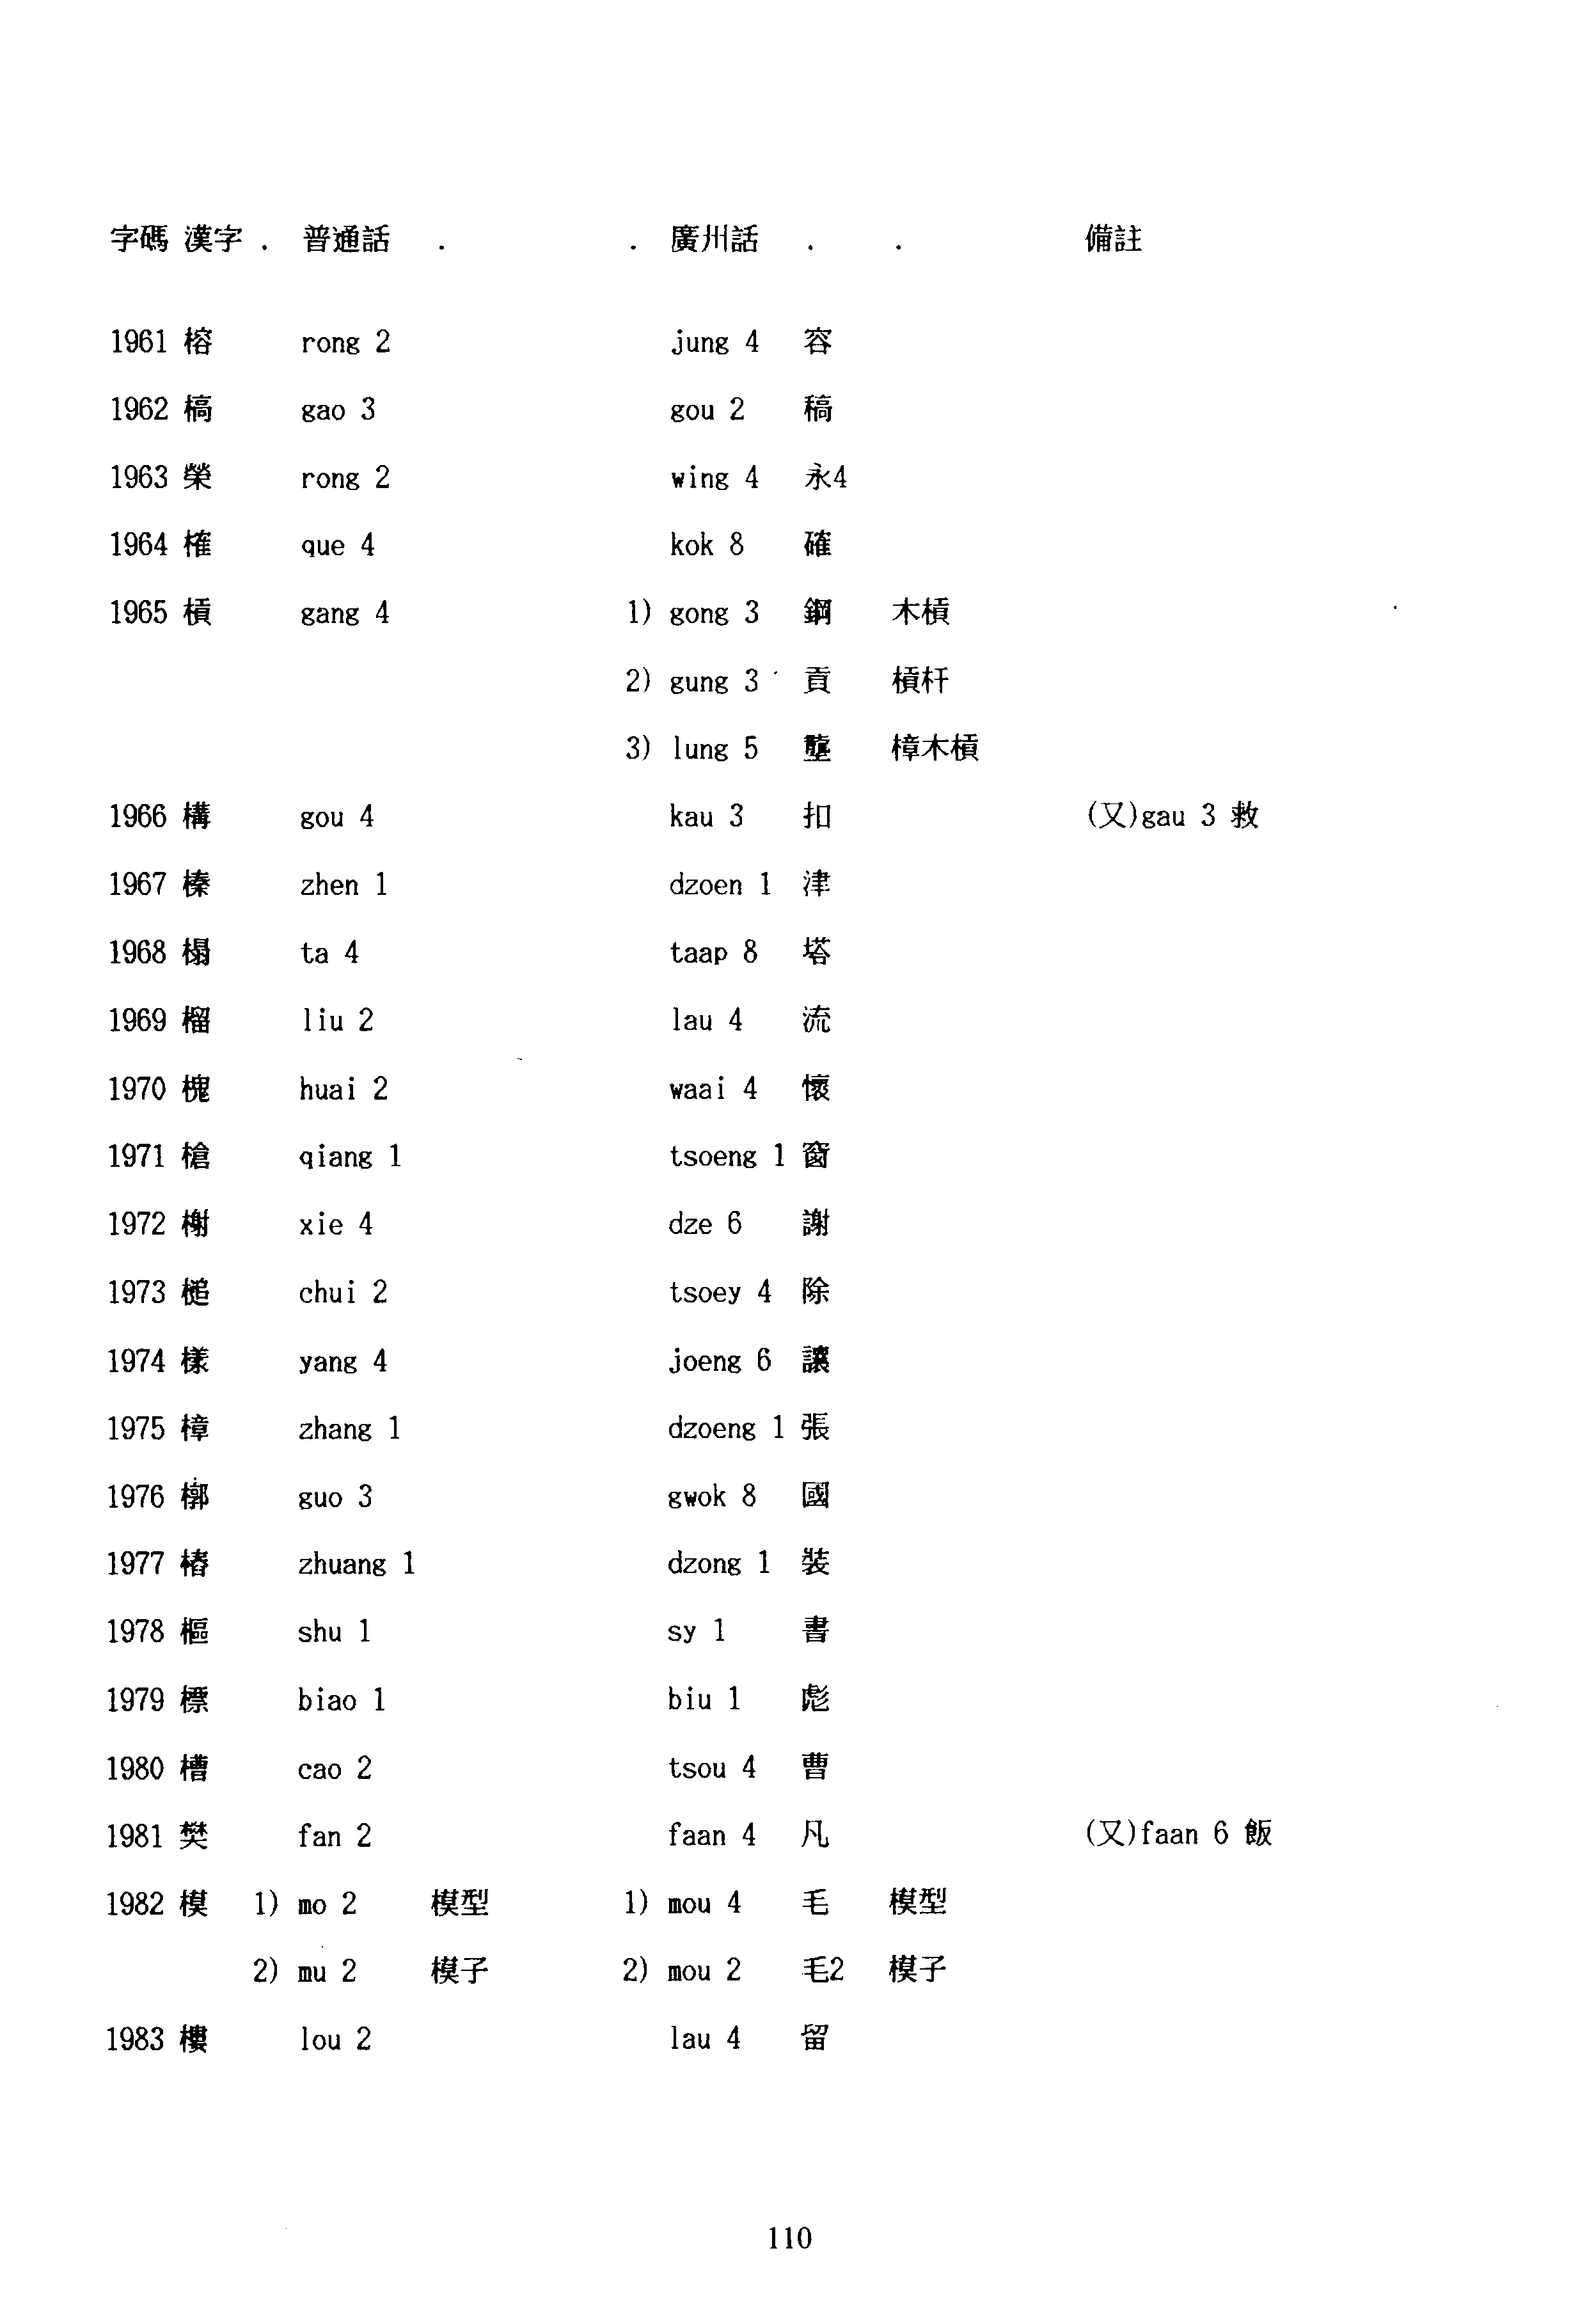 字碼 漢字 . 普通話 . . 廣州話 . . 備註
1961 榕 rong 2 jung 4 容
1962 槁 gao 3 gou 2 稿
1963 榮 rong 2 wing 4 永4
1964 榷 que 4 kok 8 確
1965 槓 gang 4 1) gong 3 鋼 木槓
2) gung 3 貢 槓杆
3) lung 5 壟 樟木槓
1966 構 gou 4 kau 3 扣 (又)gau 3 救
1967 榛 zhen 1 dzoen 1 津
1968 榻 ta 4 taap 8 塔
1969 榴 liu 2 lau 4 流
1970 槐 huai 2 waai 4 懷
1971 槍 qiang 1 tsoeng 1 窗
1972 榭 xie 4 dze 6 謝
1973 槌 chui 2 tsoey 4 除
1974 樣 yang 4 joeng 6 讓
1975 樟 zhang 1 dzoeng 1 張
1976 槨 guo 3 gwok 8 國
1977 樁 zhuang 1 dzong 1 裝
1978 樞 shu 1 sy 1 書
1979 標 biao 1 biu 1 彪
1980 槽 cao 2 tsou 4 曹
1981 樊 fan 2 faan 4 凡 (又)faan 6 飯
1982 模 1) mo 2 模型 1) mou 4 毛 模型
2) mu 2 模子 2) mou 2 毛2 模子
1983 樓 lou 2 lau 4 留
110